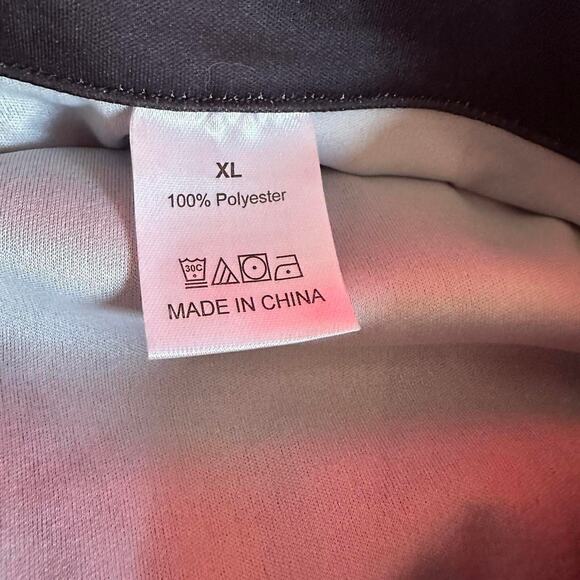 XL
100% Polyester
30C
MADE IN CHINA